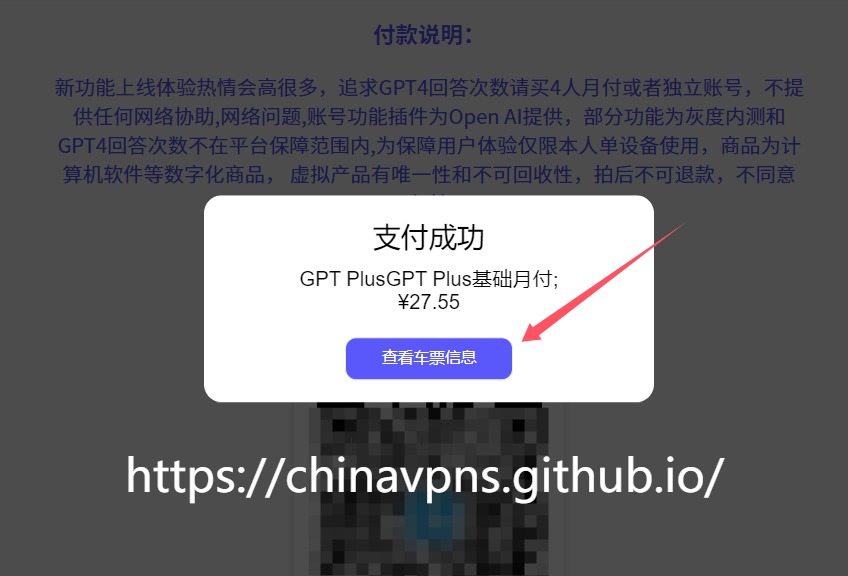 付款说明：
新功能上线体验热情会高很多，追求GPT4回答次数请买4人月付或者独立账号，不提
供任何网络协助,网络问题,账号功能插件为Open AI提供，部分功能为灰度内测和
GPT4回答次数不在平台保障范围内,为保障用户体验仅限本人单设备使用，商品为计
算机软件等数字化商品， 虚拟产品有唯一性和不可回收性，拍后不可退款，不同意
支付成功
GPT PlusGPT Plus基础月付;
¥27.55
查看车票信息
https://chinavpns.github.io/